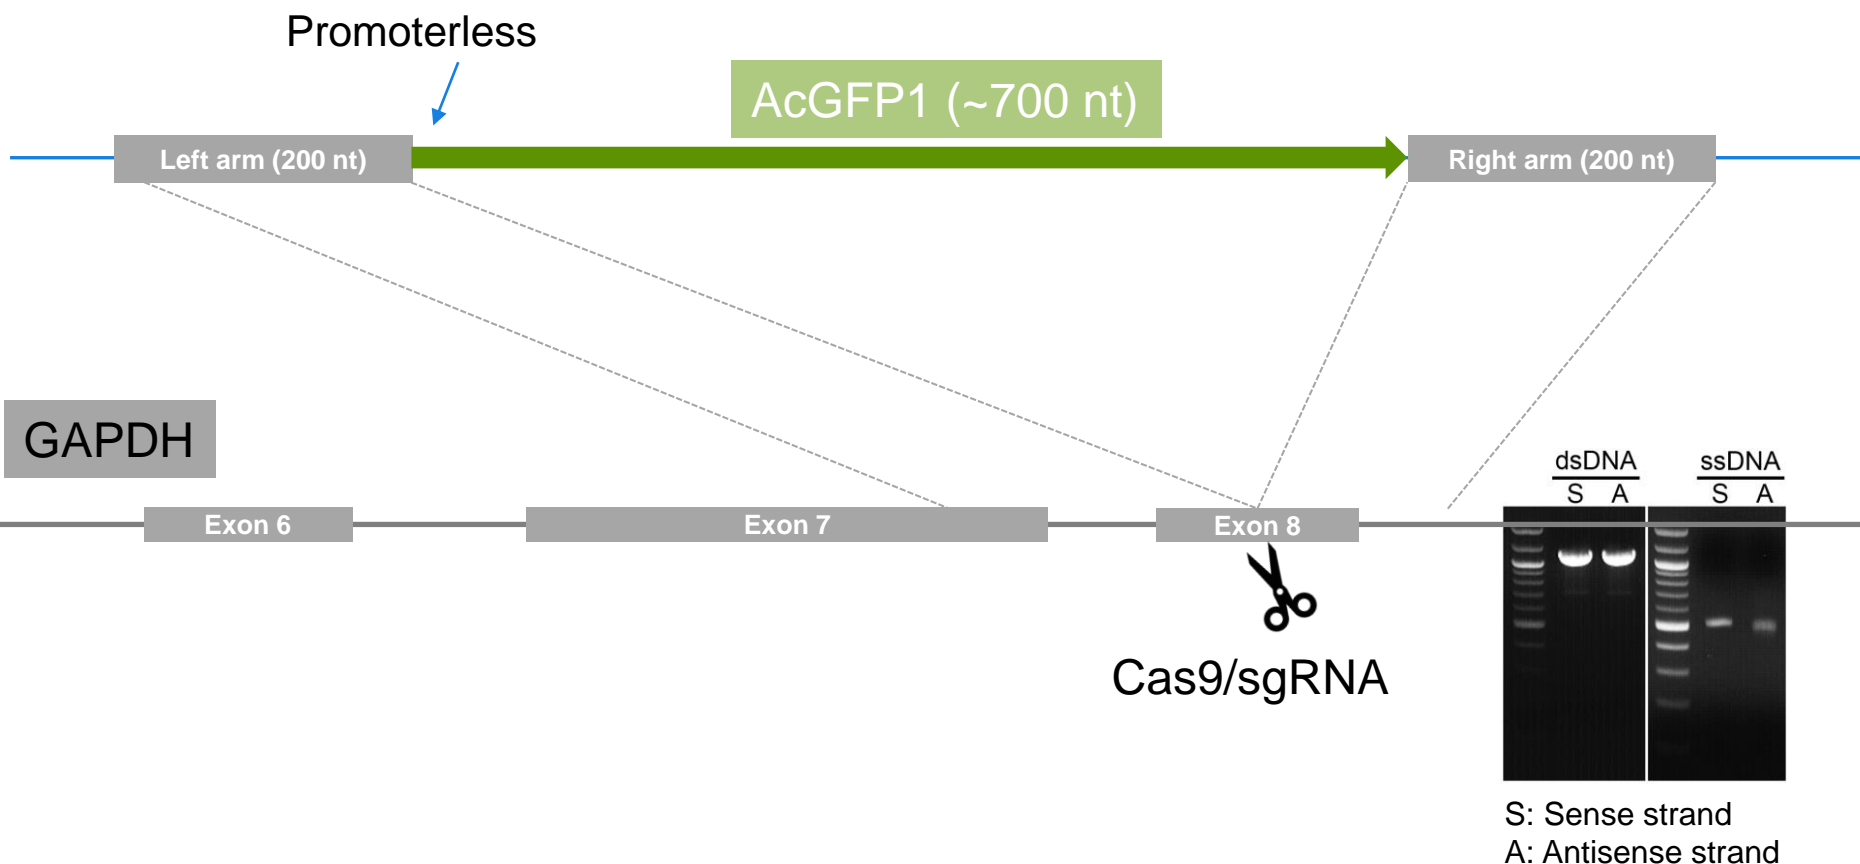 Promoterless
AcGFP1 (~700 nt)
Left arm (200 nt)
Right arm (200 nt)
GAPDH
dsDNA
ssDNA
S A
S A
Exon 6
Exon 7
Exon 8
Cas9/sgRNA
S: Sense strand
A: Antisense strand